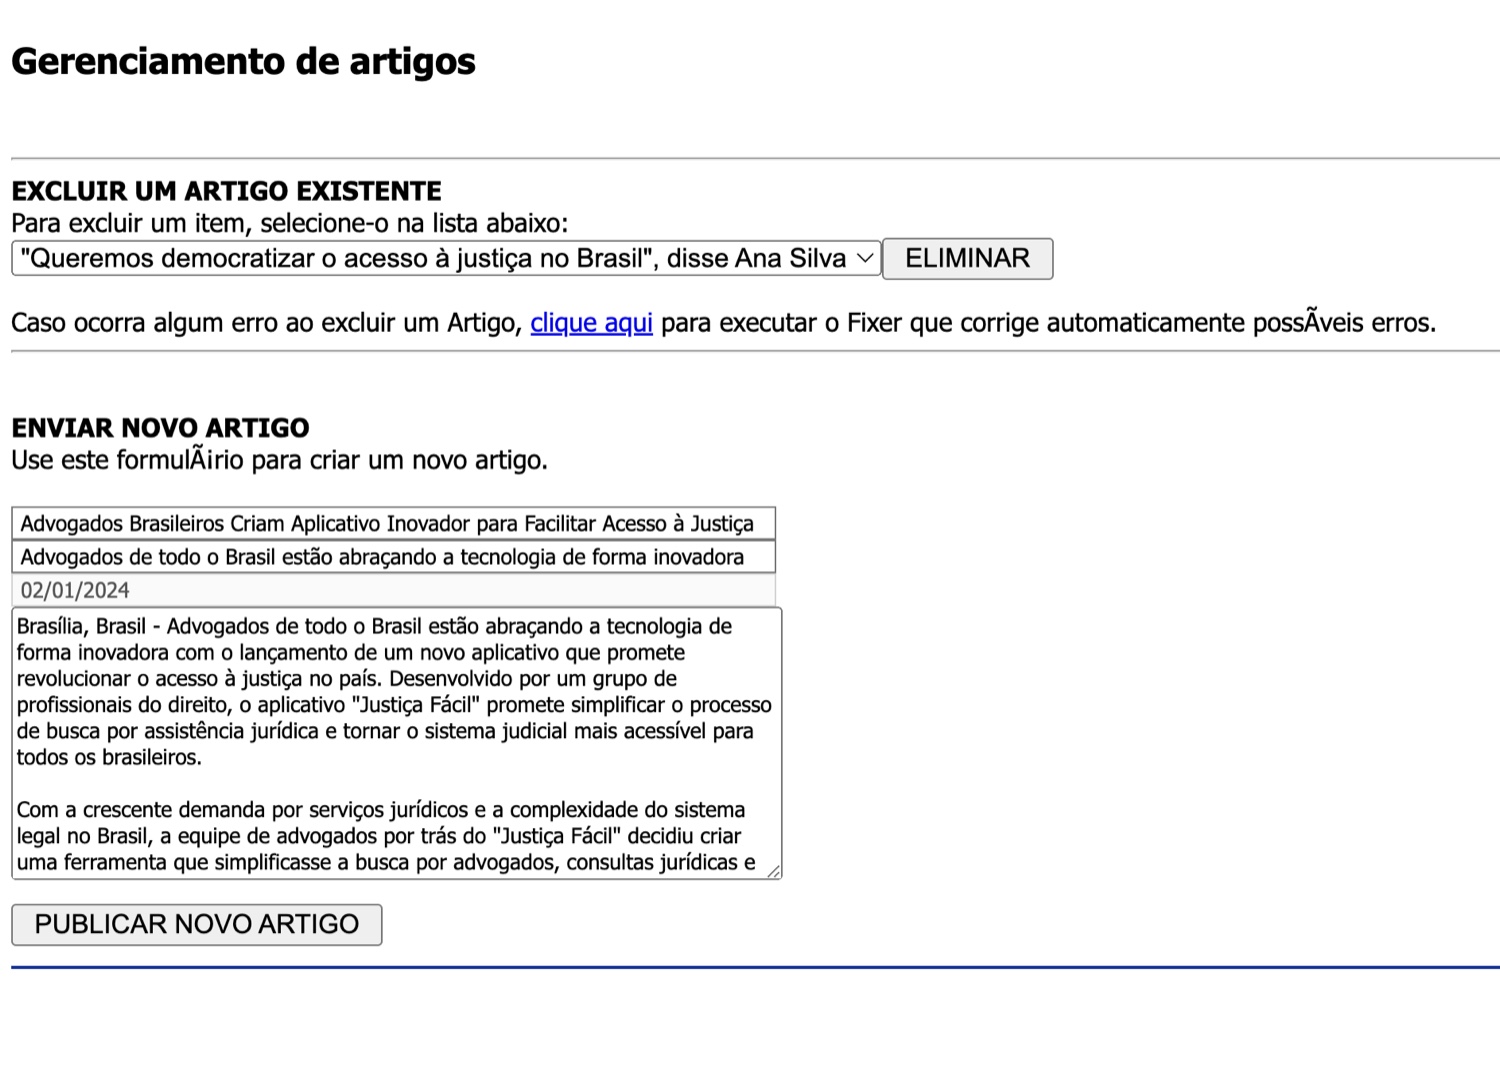 Gerenciamento de artigos
EXCLUIR UM ARTIGO EXISTENTE
Para excluir um item, selecione-o na lista abaixo:
"Queremos democratizar o acesso à justiça no Brasil", disse Ana Silva
ELIMINAR
Caso ocorra algum erro ao excluir um Artigo, clique aqui para executar o Fixer que corrige automaticamente possÃveis erros.
ENVIAR NOVO ARTIGO
Use este formulÃirio para criar um novo artigo.
Advogados Brasileiros Criam Aplicativo Inovador para Facilitar Acesso à Justiça
Advogados de todo o Brasil estão abraçando a tecnologia de forma inovadora
02/01/2024
Brasília, Brasil - Advogados de todo o Brasil estão abraçando a tecnologia de
forma inovadora com o lançamento de um novo aplicativo que promete
revolucionar o acesso à justiça no país. Desenvolvido por um grupo de
profissionais do direito, o aplicativo "Justiça Fácil" promete simplificar o processo
de busca por assistência jurídica e tornar o sistema judicial mais acessível para
todos os brasileiros.
Com a crescente demanda por serviços jurídicos e a complexidade do sistema
legal no Brasil, a equipe de advogados por trás do "Justiça Fácil" decidiu criar
uma ferramenta que simplificasse a busca por advogados, consultas jurídicas e
PUBLICAR NOVO ARTIGO